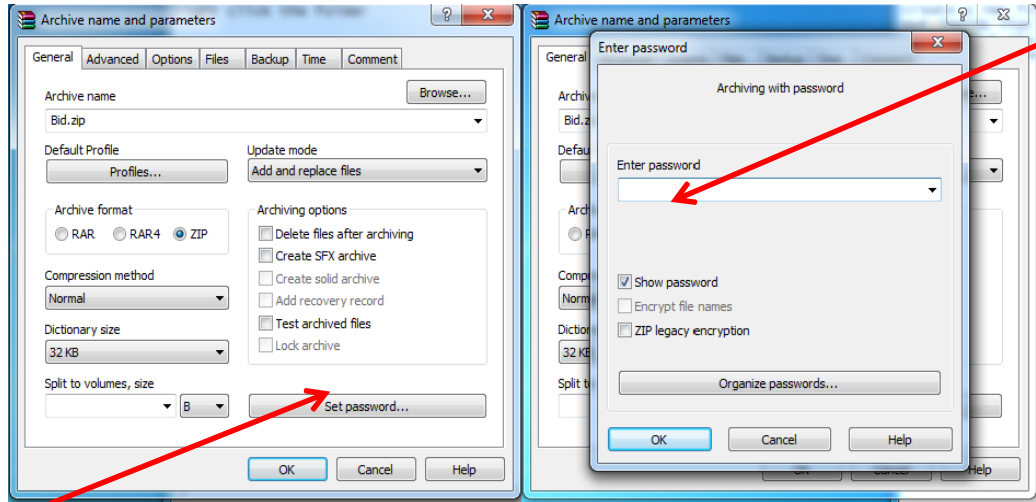 Archive name and parameters
General Advanced Options Files Backup Time Comment
Archive name
Browse...
Bid.zip
Default Profile
Update mode
Profiles...
Add and replace files
Archive format
Archiving options
RAR RAR4 ZIP
Delete files after archiving
Create SFX archive
Compression method
Create solid archive
Normal
Add recovery record
Test archived files
Dictionary size
Lock archive
32 KB
Split to volumes, size
B
Set password...
OK Cancel Help
Archive name and parameters
General
Enter password
Archiving with password
Enter password
Show password
Encrypt file names
ZIP legacy encryption
Organize passwords...
OK Cancel Help
Help